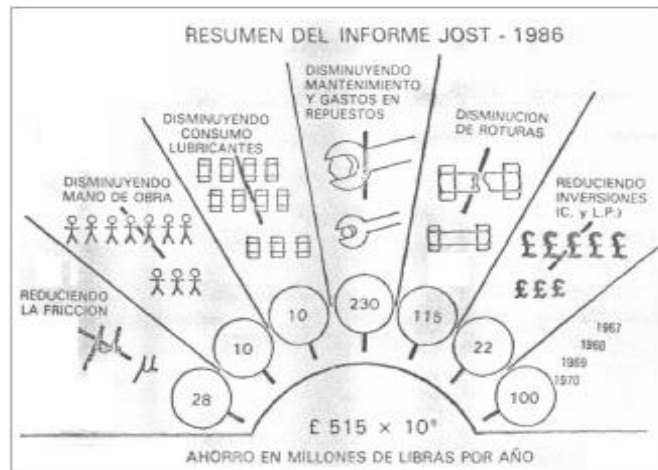 RESUMEN DEL INFORME JOST - 1986
DISMINUYENDO
MANTENIMIENTO
Y GASTOS EN
REPUESTOS
DISMINUYENDO
CONSUMO
LUBRICANTES
DISMINUCION
DE ROTURAS
DISMINUYENDO
MANO DE OBRA
REDUCIENDO
INVERSIONES
(C. y L.P.)
£ £ £ £ £
£ £ £
REDUCIENDO
LA FRICCION
μ
28
10
10
230
115
22
100
1967
1968
1969
1970
£ 515 × 10⁶
AHORRO EN MILLONES DE LIBRAS POR AÑO